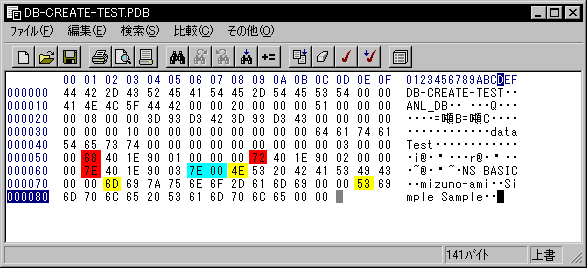 DB-CREATE-TEST.PDB
ファイル(F) 編集(E) 検索(S) 比較(C) その他(O)
00 01 02 03 04 05 06 07 08 09 0A 0B 0C 0D 0E 0F 0123456789ABCDEF
000000 44 42 2D 43 52 45 41 54 45 2D 54 45 53 54 00 00 DB-CREATE-TEST‥
000010 41 4E 4C 5F 44 42 00 00 00 20 00 00 00 51 00 00 ANL_DB‥ ‥Q‥
000020 00 08 00 00 3D 93 D3 42 3D 93 D3 43 00 00 00 00
000030 00 00 00 10 00 00 00 00 00 00 00 00 64 61 74 61 data
000040 54 65 73 74 00 00 00 00 00 00 00 00 00 00 00 03 Test
000050 00 68 40 1E 90 01 00 00 00 72 40 1E 90 02 00 00
000060 00 7E 40 1E 90 03 7E 00 4E 53 20 42 41 53 49 43
000070 00 00 6D 69 7A 75 6E 6F 2D 61 6D 69 00 00 53 69 ‥mizuno-ami‥Si
000080 6D 70 6C 65 20 53 61 6D 70 6C 65 00 00 mple Sample‥
141バイト 上書